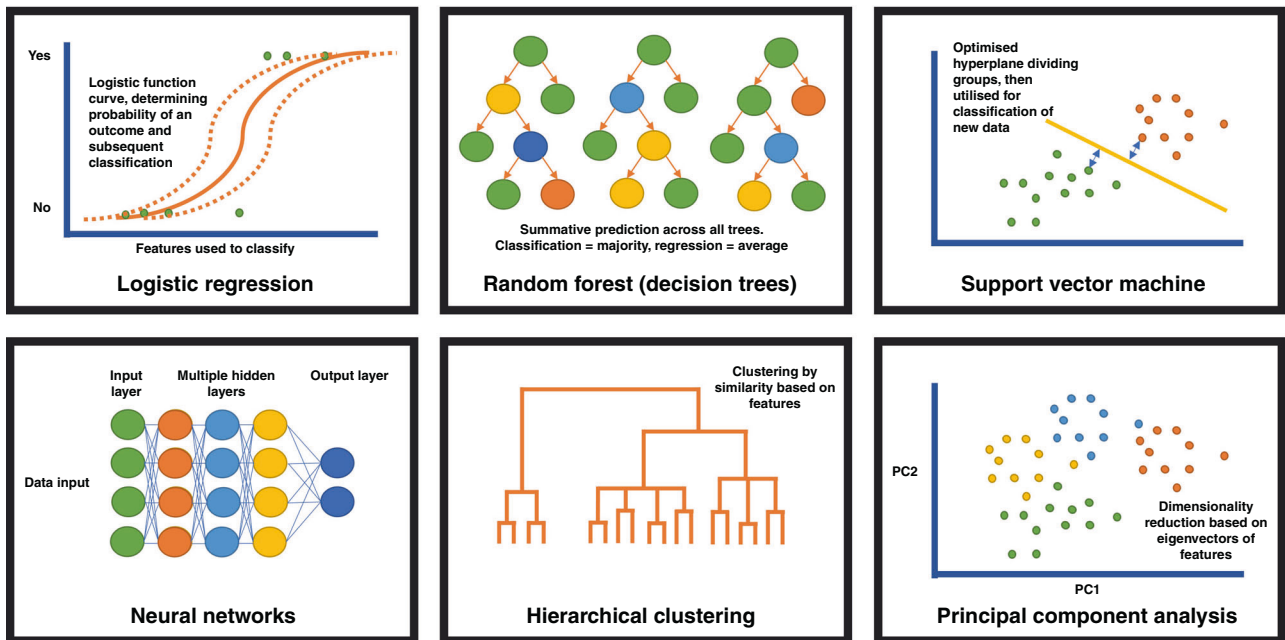 Yes
Logistic function
curve, determining
probability of an
outcome and
subsequent
classification
No
Features used to classify
Logistic regression
Summative prediction across all trees.
Classification = majority, regression = average
Random forest (decision trees)
Optimised
hyperplane dividing
groups, then
utilised for
classification of
new data
Support vector machine
Input
layer
Multiple hidden
layers
Output layer
Data input
Neural networks
Clustering by
similarity based on
features
Hierarchical clustering
PC2
Dimensionality
reduction based on
eigenvectors of
features
PC1
Principal component analysis